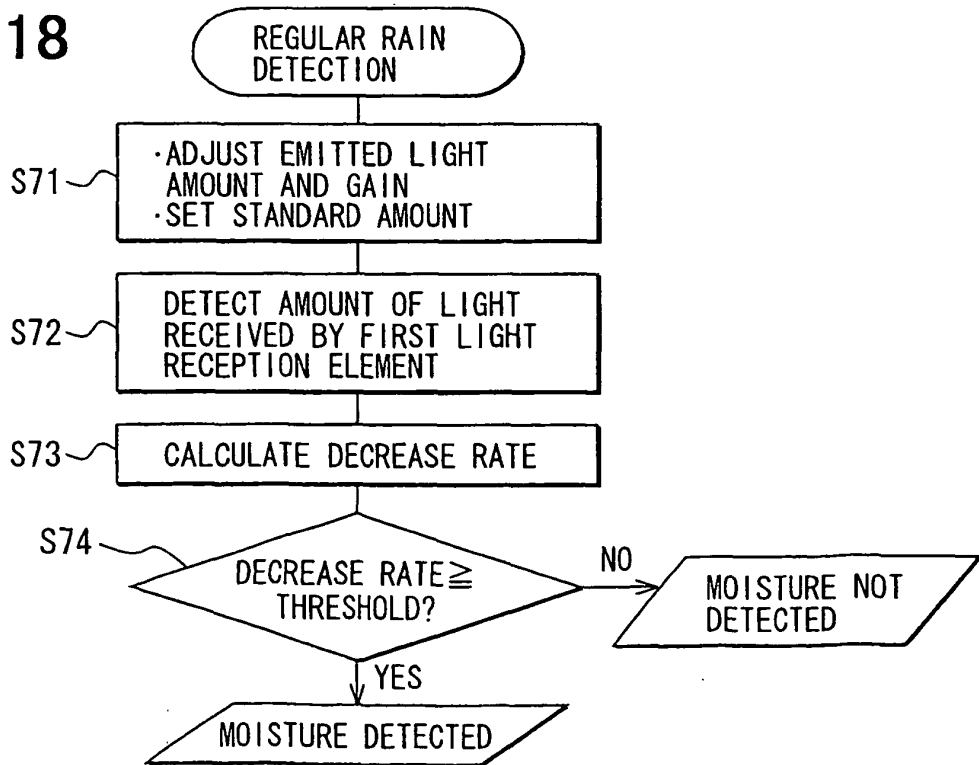 18
REGULAR RAIN
DETECTION
S71
·ADJUST EMITTED LIGHT
AMOUNT AND GAIN
·SET STANDARD AMOUNT
S72
DETECT AMOUNT OF LIGHT
RECEIVED BY FIRST LIGHT
RECEPTION ELEMENT
S73
CALCULATE DECREASE RATE
S74
DECREASE RATE≧
THRESHOLD?
NO
MOISTURE NOT
DETECTED
YES
MOISTURE DETECTED